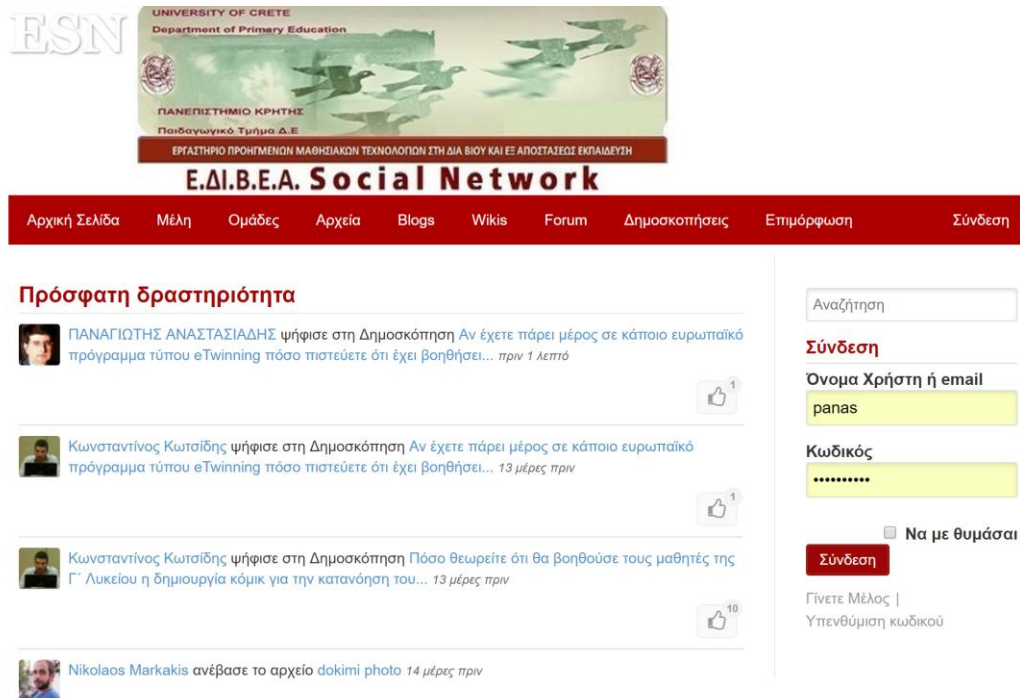 ESN
UNIVERSITY OF CRETE
Department of Primary Education
ΠΑΝΕΠΙΣΤΗΜΙΟ ΚΡΗΤΗΣ
Παιδαγωγικό Τμήμα Δ.Ε
ΕΡΓΑΣΤΗΡΙΟ ΠΡΟΗΓΜΕΝΩΝ ΜΑΘΗΣΙΑΚΩΝ ΤΕΧΝΟΛΟΓΙΩΝ ΣΤΗ ΔΙΑ ΒΙΟΥ ΚΑΙ ΕΞ ΑΠΟΣΤΑΣΕΩΣ ΕΚΠΑΙΔΕΥΣΗ
Ε.ΔΙ.Β.Ε.Α. Social Network
Αρχική Σελίδα Μέλη Ομάδες Αρχεία Blogs Wikis Forum Δημοσκοπήσεις Επιμόρφωση Σύνδεση
Πρόσφατη δραστηριότητα
ΠΑΝΑΓΙΩΤΗΣ ΑΝΑΣΤΑΣΙΑΔΗΣ ψήφισε στη Δημοσκόπηση Αν έχετε πάρει μέρος σε κάποιο ευρωπαϊκό
πρόγραμμα τύπου eTwinning πόσο πιστεύετε ότι έχει βοηθήσει... πριν 1 λεπτό
1
Κωνσταντίνος Κωτσίδης ψήφισε στη Δημοσκόπηση Αν έχετε πάρει μέρος σε κάποιο ευρωπαϊκό
πρόγραμμα τύπου eTwinning πόσο πιστεύετε ότι έχει βοηθήσει... 13 μέρες πριν
1
Κωνσταντίνος Κωτσίδης ψήφισε στη Δημοσκόπηση Πόσο θεωρείτε ότι θα βοηθούσε τους μαθητές της
Γ΄ Λυκείου η δημιουργία κόμικ για την κατανόηση του... 13 μέρες πριν
10
Nikolaos Markakis ανέβασε το αρχείο dokimi photo 14 μέρες πριν
Αναζήτηση
Σύνδεση
Όνομα Χρήστη ή email
panas
Κωδικός
••••••••••
Να με θυμάσαι
Σύνδεση
Γίνετε Μέλος |
Υπενθύμιση κωδικού